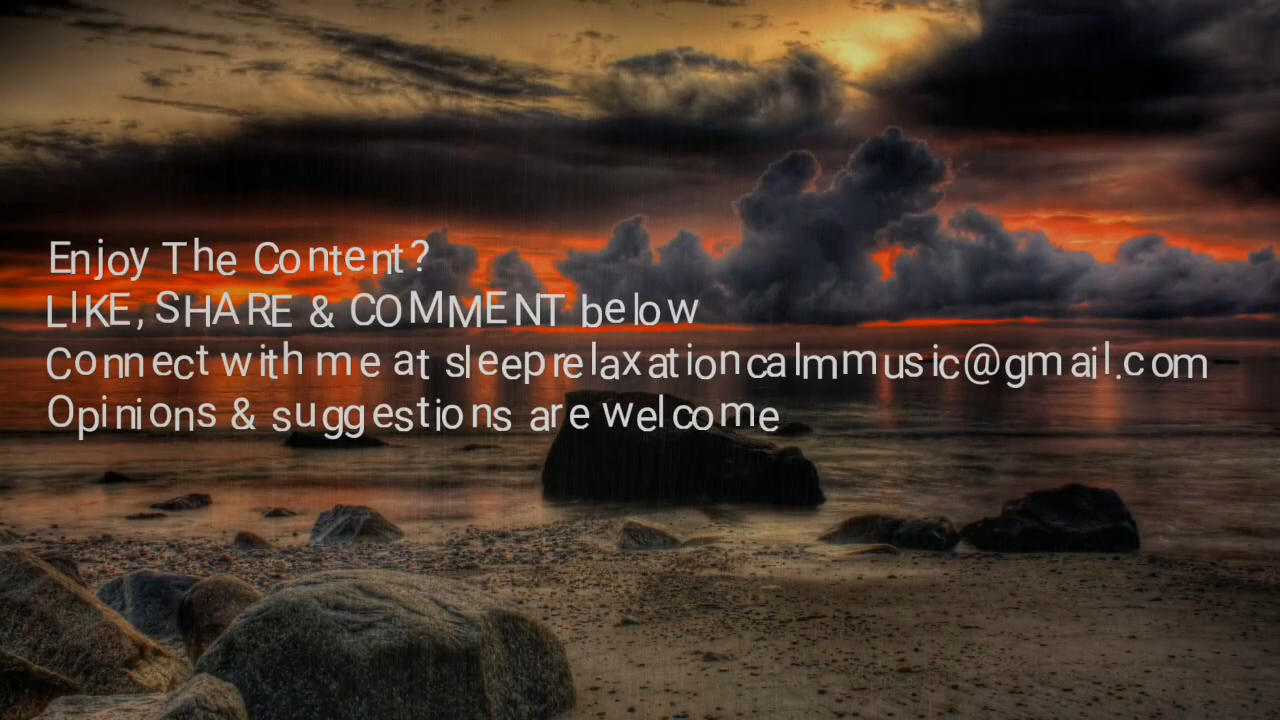 Enjoy The Content?
LIKE, SHARE & COMMENT below
Connect with me at sleeprelaxationcalmmusic@gmail.com
Opinions & suggestions are welcome